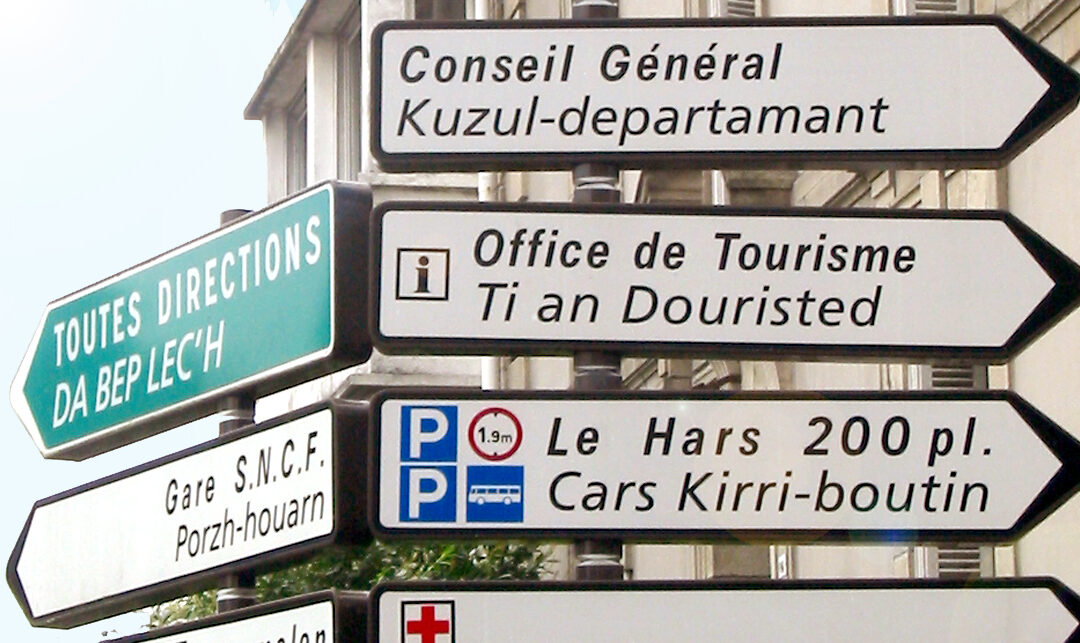 Conseil Général
Kuzul-departamant
i Office de Tourisme
Ti an Douristed
P 1.9m Le Hars 200 pl.
P Cars Kirri-boutin
TOUTES DIRECTIONS
DA BEP LEC'H
Gare S.N.C.F.
Porzh-houarn